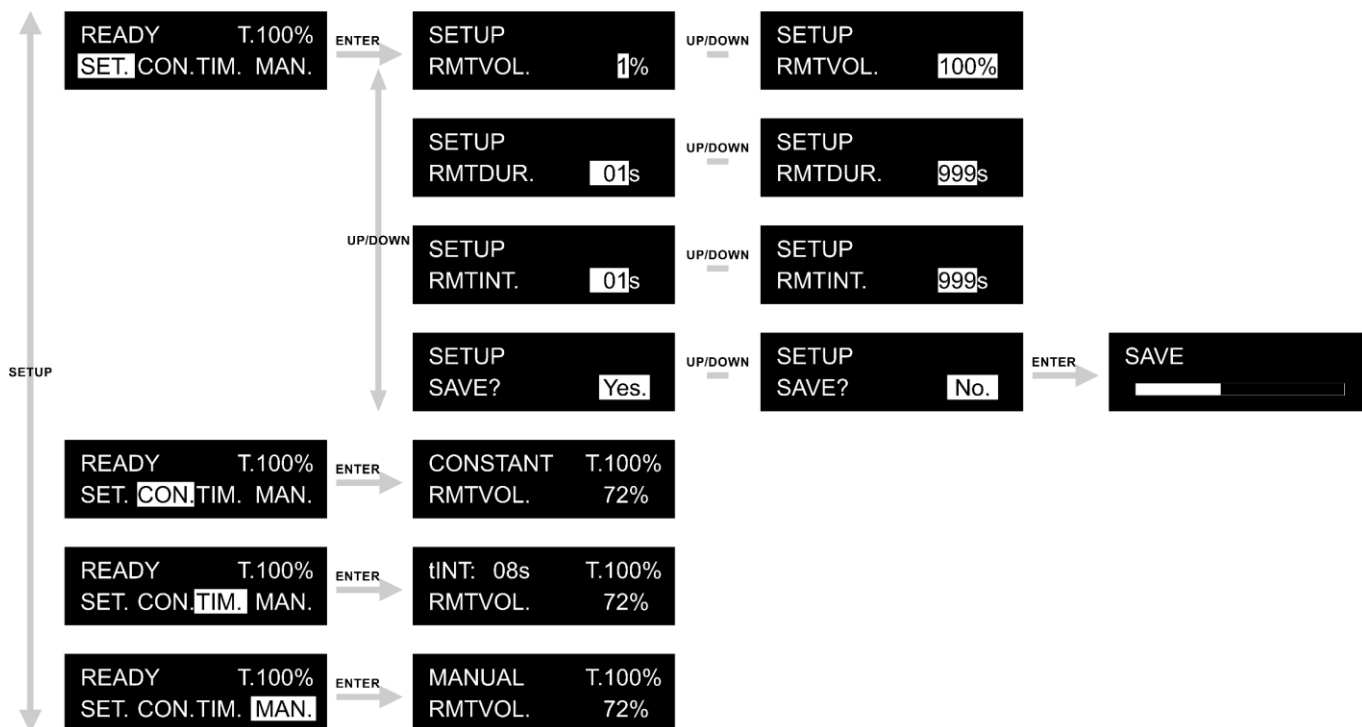 READY T.100%
SET. CON.TIM. MAN.
ENTER
SETUP
RMTVOL. 1%
UP/DOWN
SETUP
RMTVOL. 100%
SETUP
RMTDUR. 01s
UP/DOWN
SETUP
RMTDUR. 999s
UP/DOWN
SETUP
RMTINT. 01s
UP/DOWN
SETUP
RMTINT. 999s
SETUP
SETUP
SAVE? Yes.
UP/DOWN
SETUP
SAVE? No.
ENTER
SAVE
READY T.100%
SET. CON.TIM. MAN.
ENTER
CONSTANT T.100%
RMTVOL. 72%
READY T.100%
SET. CON.TIM. MAN.
ENTER
tINT: 08s T.100%
RMTVOL. 72%
READY T.100%
SET. CON.TIM. MAN.
ENTER
MANUAL T.100%
RMTVOL. 72%